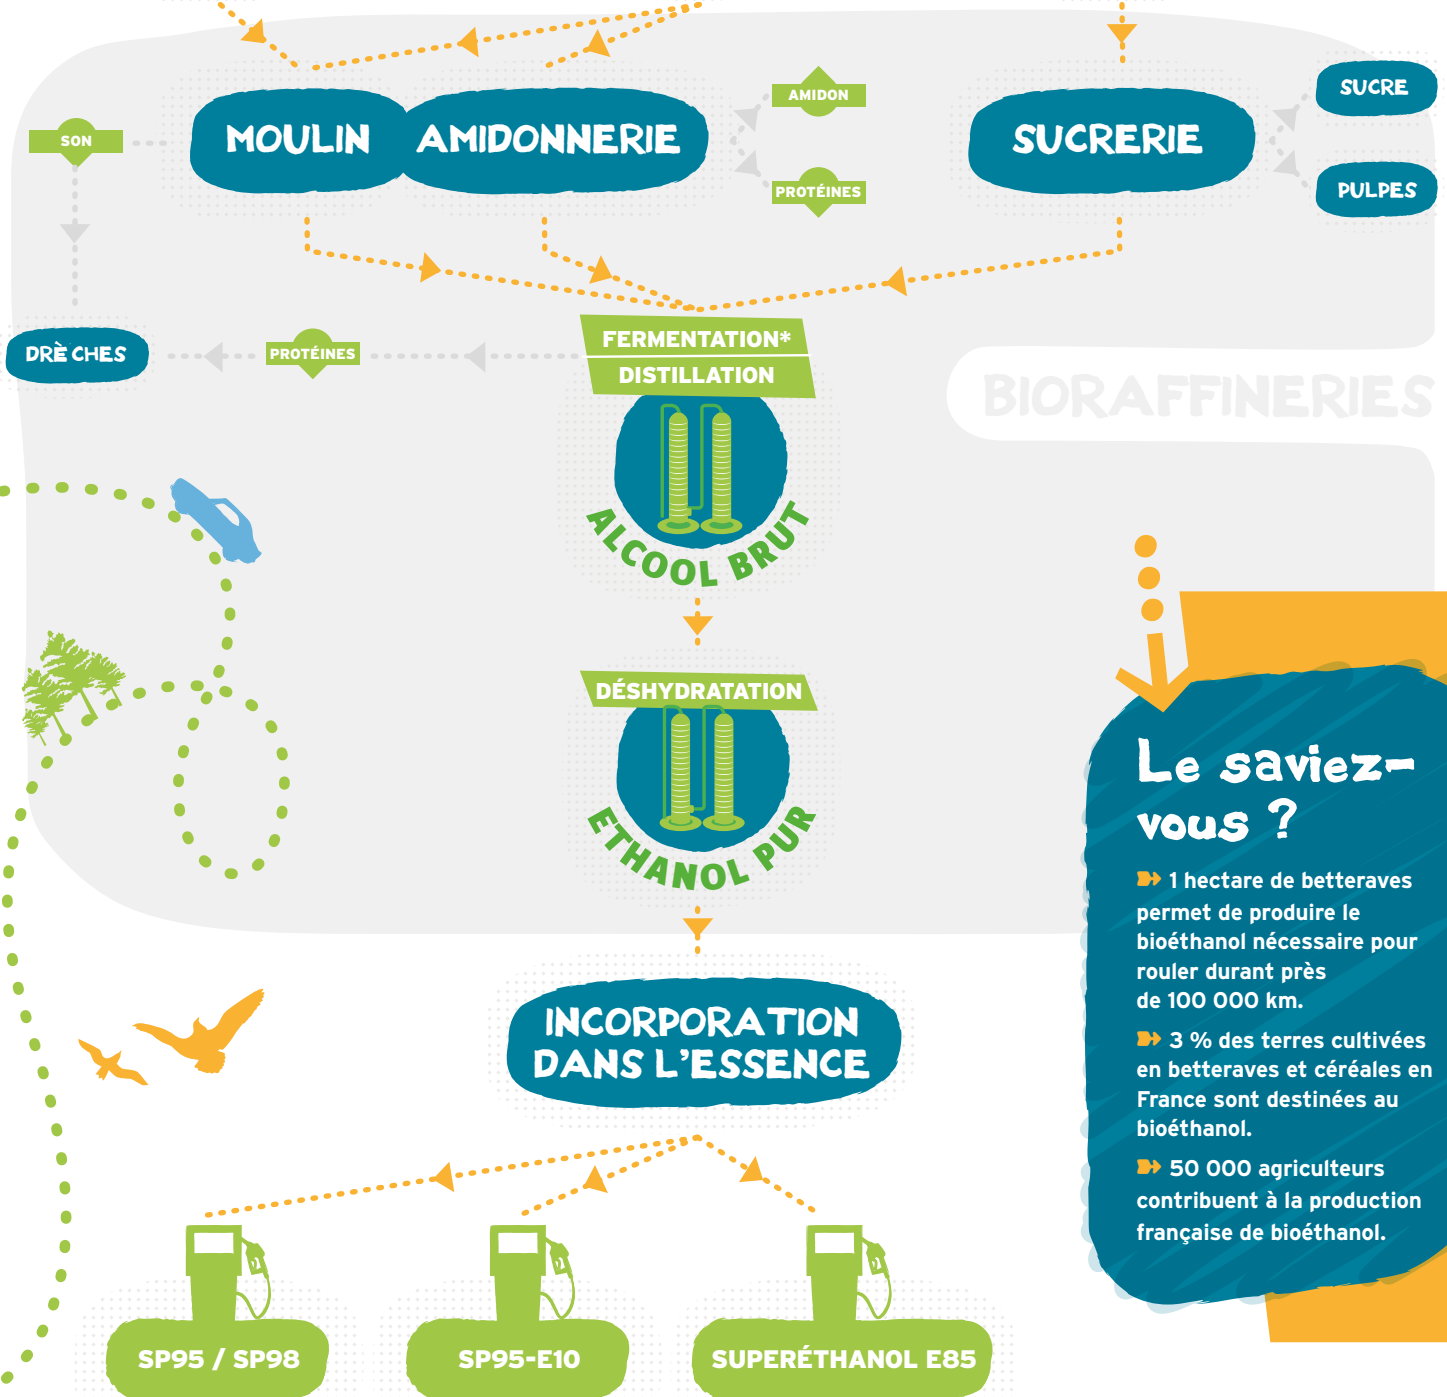 SUCRE
AMIDON
SON
MOULIN
AMIDONNERIE
SUCRERIE
PROTÉINES
PULPES
FERMENTATION*
DISTILLATION
DRÈCHES
PROTÉINES
BIORAFFINERIES
ALCOOL BRUT
DÉSHYDRATATION
ETHANOL PUR
Le saviez-
vous ?
1 hectare de betteraves
permet de produire le
bioéthanol nécessaire pour
rouler durant près
de 100 000 km.
3 % des terres cultivées
en betteraves et céréales en
France sont destinées au
bioéthanol.
50 000 agriculteurs
contribuent à la production
française de bioéthanol.
INCORPORATION
DANS L'ESSENCE
SP95 / SP98
SP95-E10
SUPERÉTHANOL E85